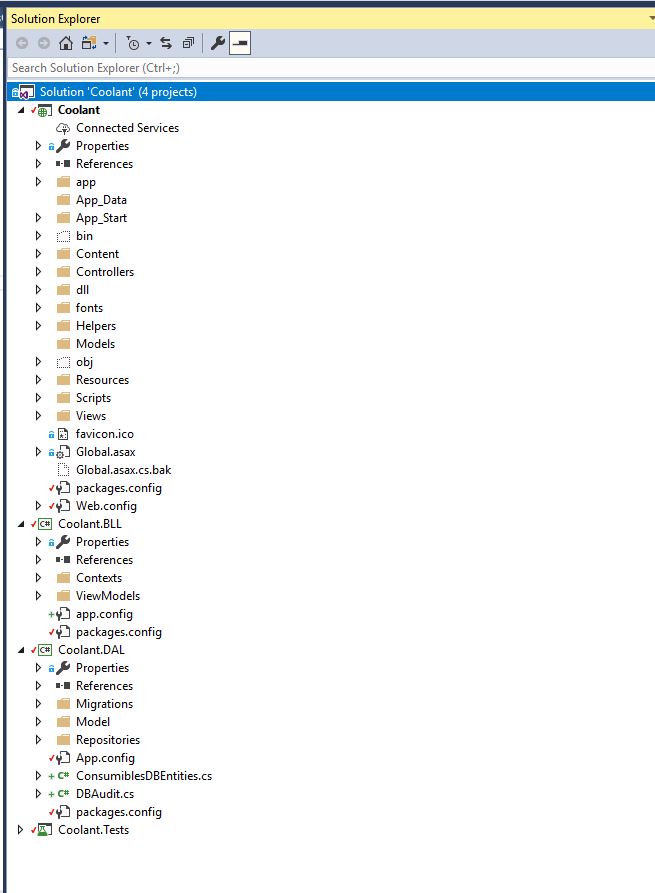 Solution Explorer
Search Solution Explorer (Ctrl+;)
Solution 'Coolant' (4 projects)
Coolant
Connected Services
Properties
References
app
App_Data
App_Start
bin
Content
Controllers
dll
fonts
Helpers
Models
obj
Resources
Scripts
Views
favicon.ico
Global.asax
Global.asax.cs.bak
packages.config
Web.config
C# Coolant.BLL
Properties
References
Contexts
ViewModels
app.config
packages.config
C# Coolant.DAL
Properties
References
Migrations
Model
Repositories
App.config
C# ConsumiblesDBEntities.cs
C# DBAudit.cs
packages.config
Coolant.Tests